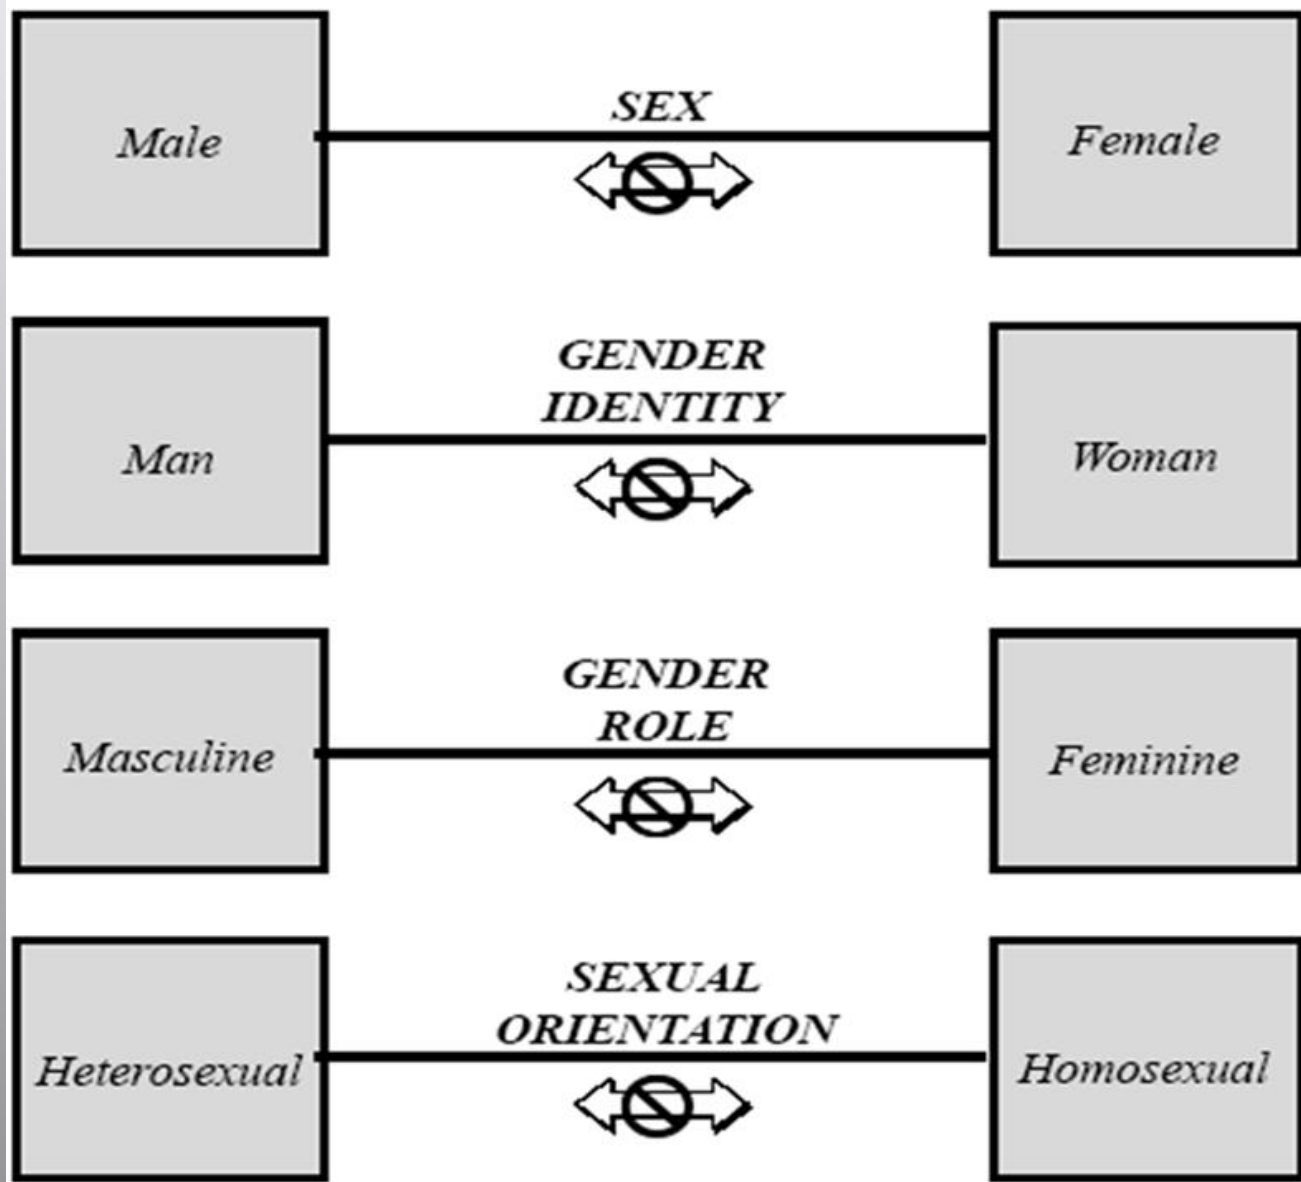 SEX
Male
Female
GENDER
IDENTITY
Man
Woman
GENDER
ROLE
Masculine
Feminine
SEXUAL
ORIENTATION
Heterosexual
Homosexual